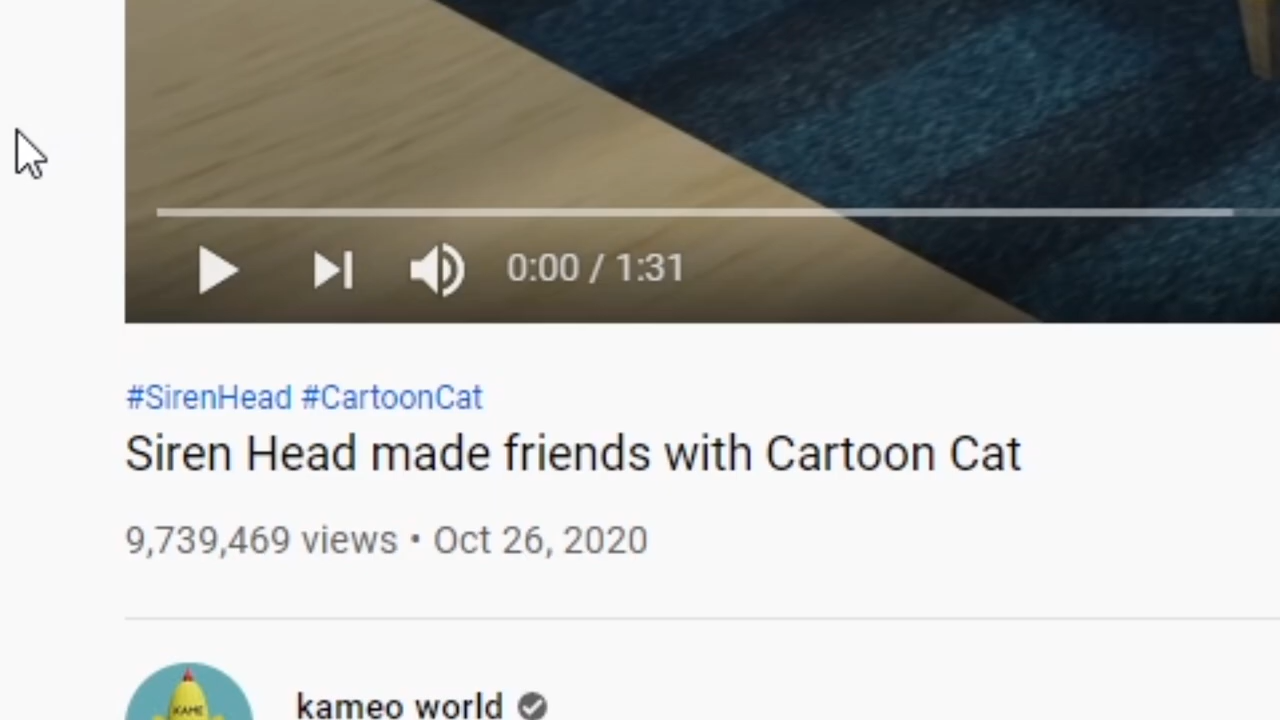 0:00 / 1:31
#SirenHead #CartoonCat
Siren Head made friends with Cartoon Cat
9,739,469 views • Oct 26, 2020
KAME
kameo world